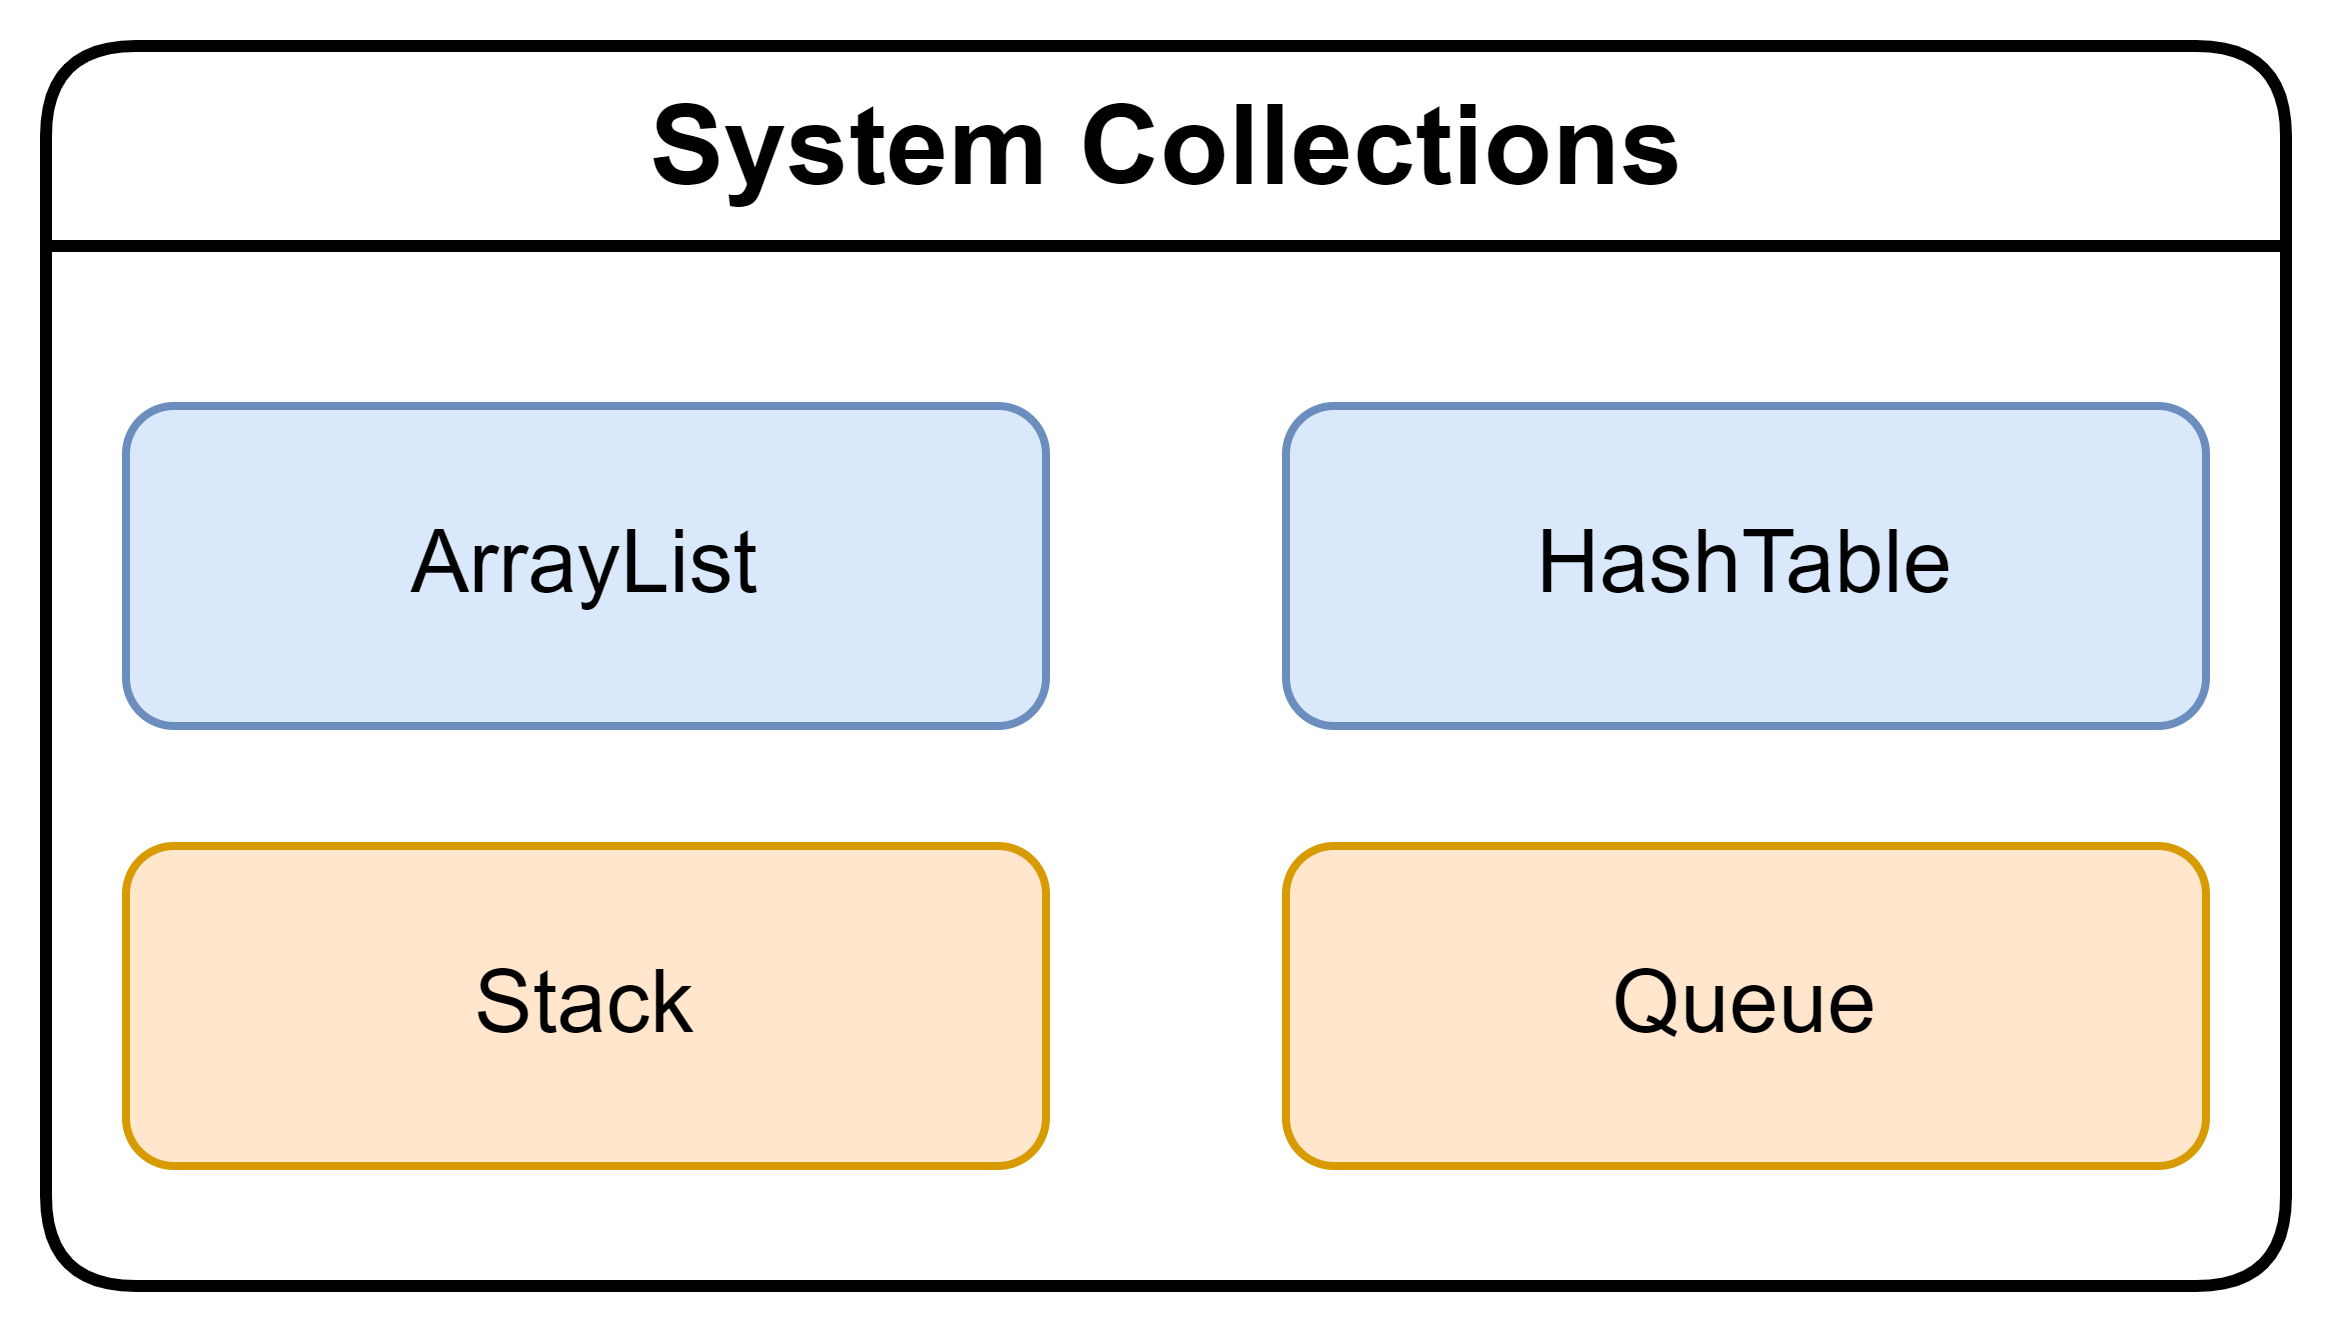 System Collections
ArrayList
HashTable
Stack
Queue